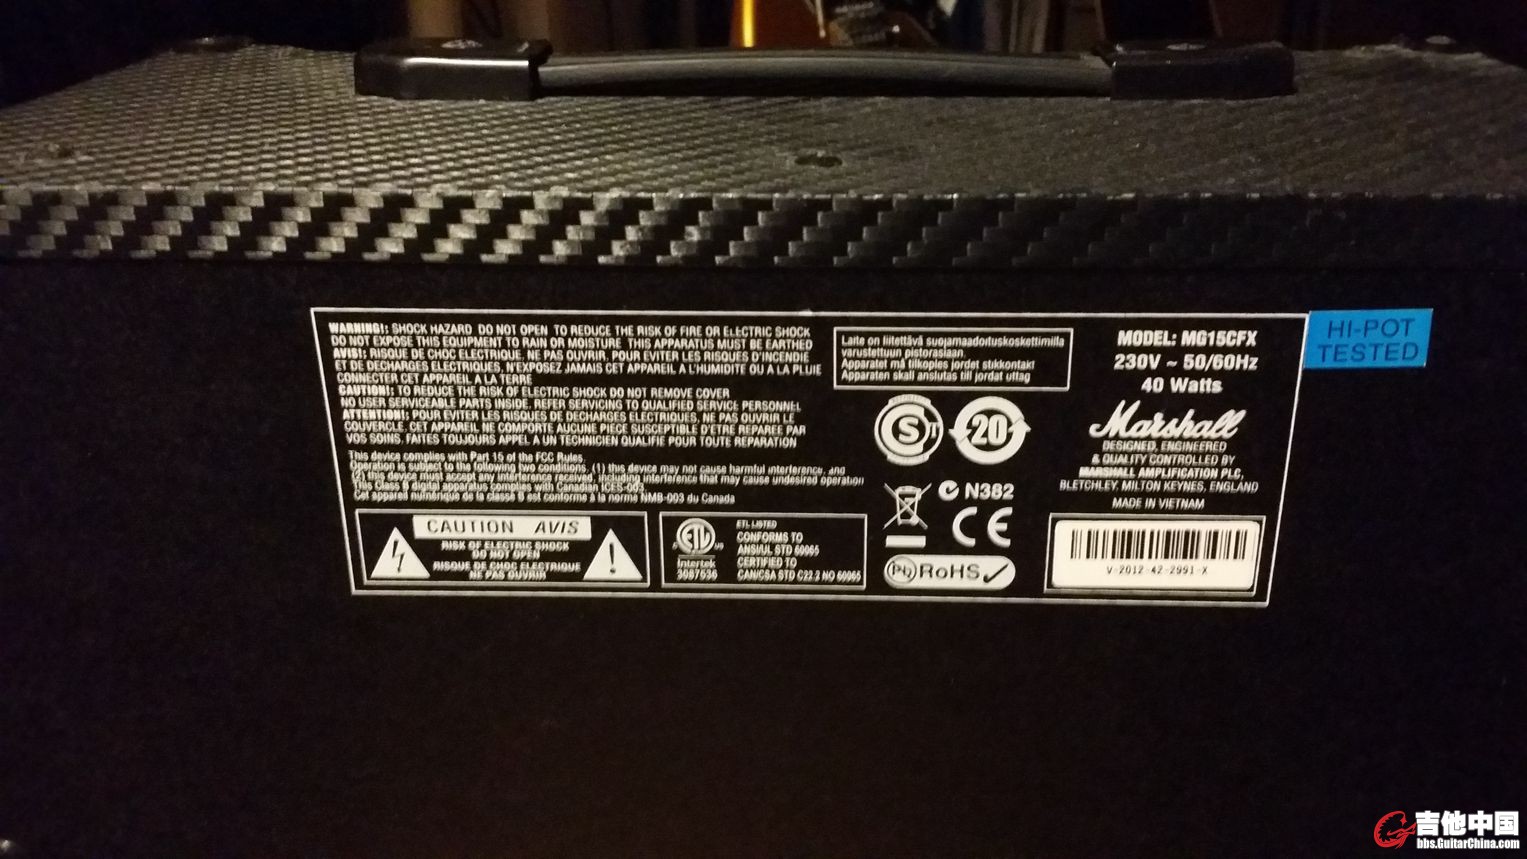 WARNING!: SHOCK HAZARD DO NOT OPEN TO REDUCE THE RISK OF FIRE OR ELECTRIC SHOCK
DO NOT EXPOSE THIS EQUIPMENT TO RAIN OR MOISTURE THIS APPARATUS MUST BE EARTHED
AVIS!: RISQUE DE CHOC ELECTRIQUE, NE PAS OUVRIR, POUR EVITER LES RISQUES D'INCENDIE
ET DE DECHARGES ELECTRIQUES, N'EXPOSEZ JAMAIS CET APPAREIL A L'HUMIDITE OU A LA PLUIE
CONNECTER CET APPAREIL A LA TERRE
CAUTION!: TO REDUCE THE RISK OF ELECTRIC SHOCK DO NOT REMOVE COVER
NO USER SERVICEABLE PARTS INSIDE. REFER SERVICING TO QUALIFIED SERVICE PERSONNEL
ATTENTION!: POUR EVITER LES RISQUES DE DECHARGES ELECTRIQUES, NE PAS OUVRIR LE
COUVERCLE. CET APPAREIL NE COMPORTE AUCUNE PIECE SUSCEPTIBLE D'ETRE REPAREE PAR
VOS SOINS. FAITES TOUJOURS APPEL A UN TECHNICIEN QUALIFIE POUR TOUTE REPARATION
This device complies with Part 15 of the FCC Rules.
Operation is subject to the following two conditions, (1) this device may not cause harmful interference, and
(2) this device must accept any interference received, including interference that may cause undesired operation
This Class B digital apparatus complies with Canadian ICES-003.
Cet appareil numérique de la classe B est conforme à la norme NMB-003 du Canada
CAUTION AVIS
RISK OF ELECTRIC SHOCK
DO NOT OPEN
RISQUE DE CHOC ELECTRIQUE
NE PAS OUVRIR
ETL
US
Intertek
3087536
ETL LISTED
CONFORMS TO
ANSI/UL STD 60065
CERTIFIED TO
CAN/CSA STD C22.2 NO 60065
Laite on liitettävä suojamaadoituskoskettimilla
varustettuun pistorasiaan.
Apparatet må tilkoples jordet stikkontakt
Apparaten skall anslutas till jordat uttag
S T
20
N382
CE
Pb RoHS
MODEL: MG15CFX
230V ~ 50/60Hz
40 Watts
Marshall
DESIGNED, ENGINEERED
& QUALITY CONTROLLED BY
MARSHALL AMPLIFICATION PLC,
BLETCHLEY, MILTON KEYNES, ENGLAND
MADE IN VIETNAM
V-2012-42-2991-X
HI-POT
TESTED
吉他中国
bbs.GuitarChina.com